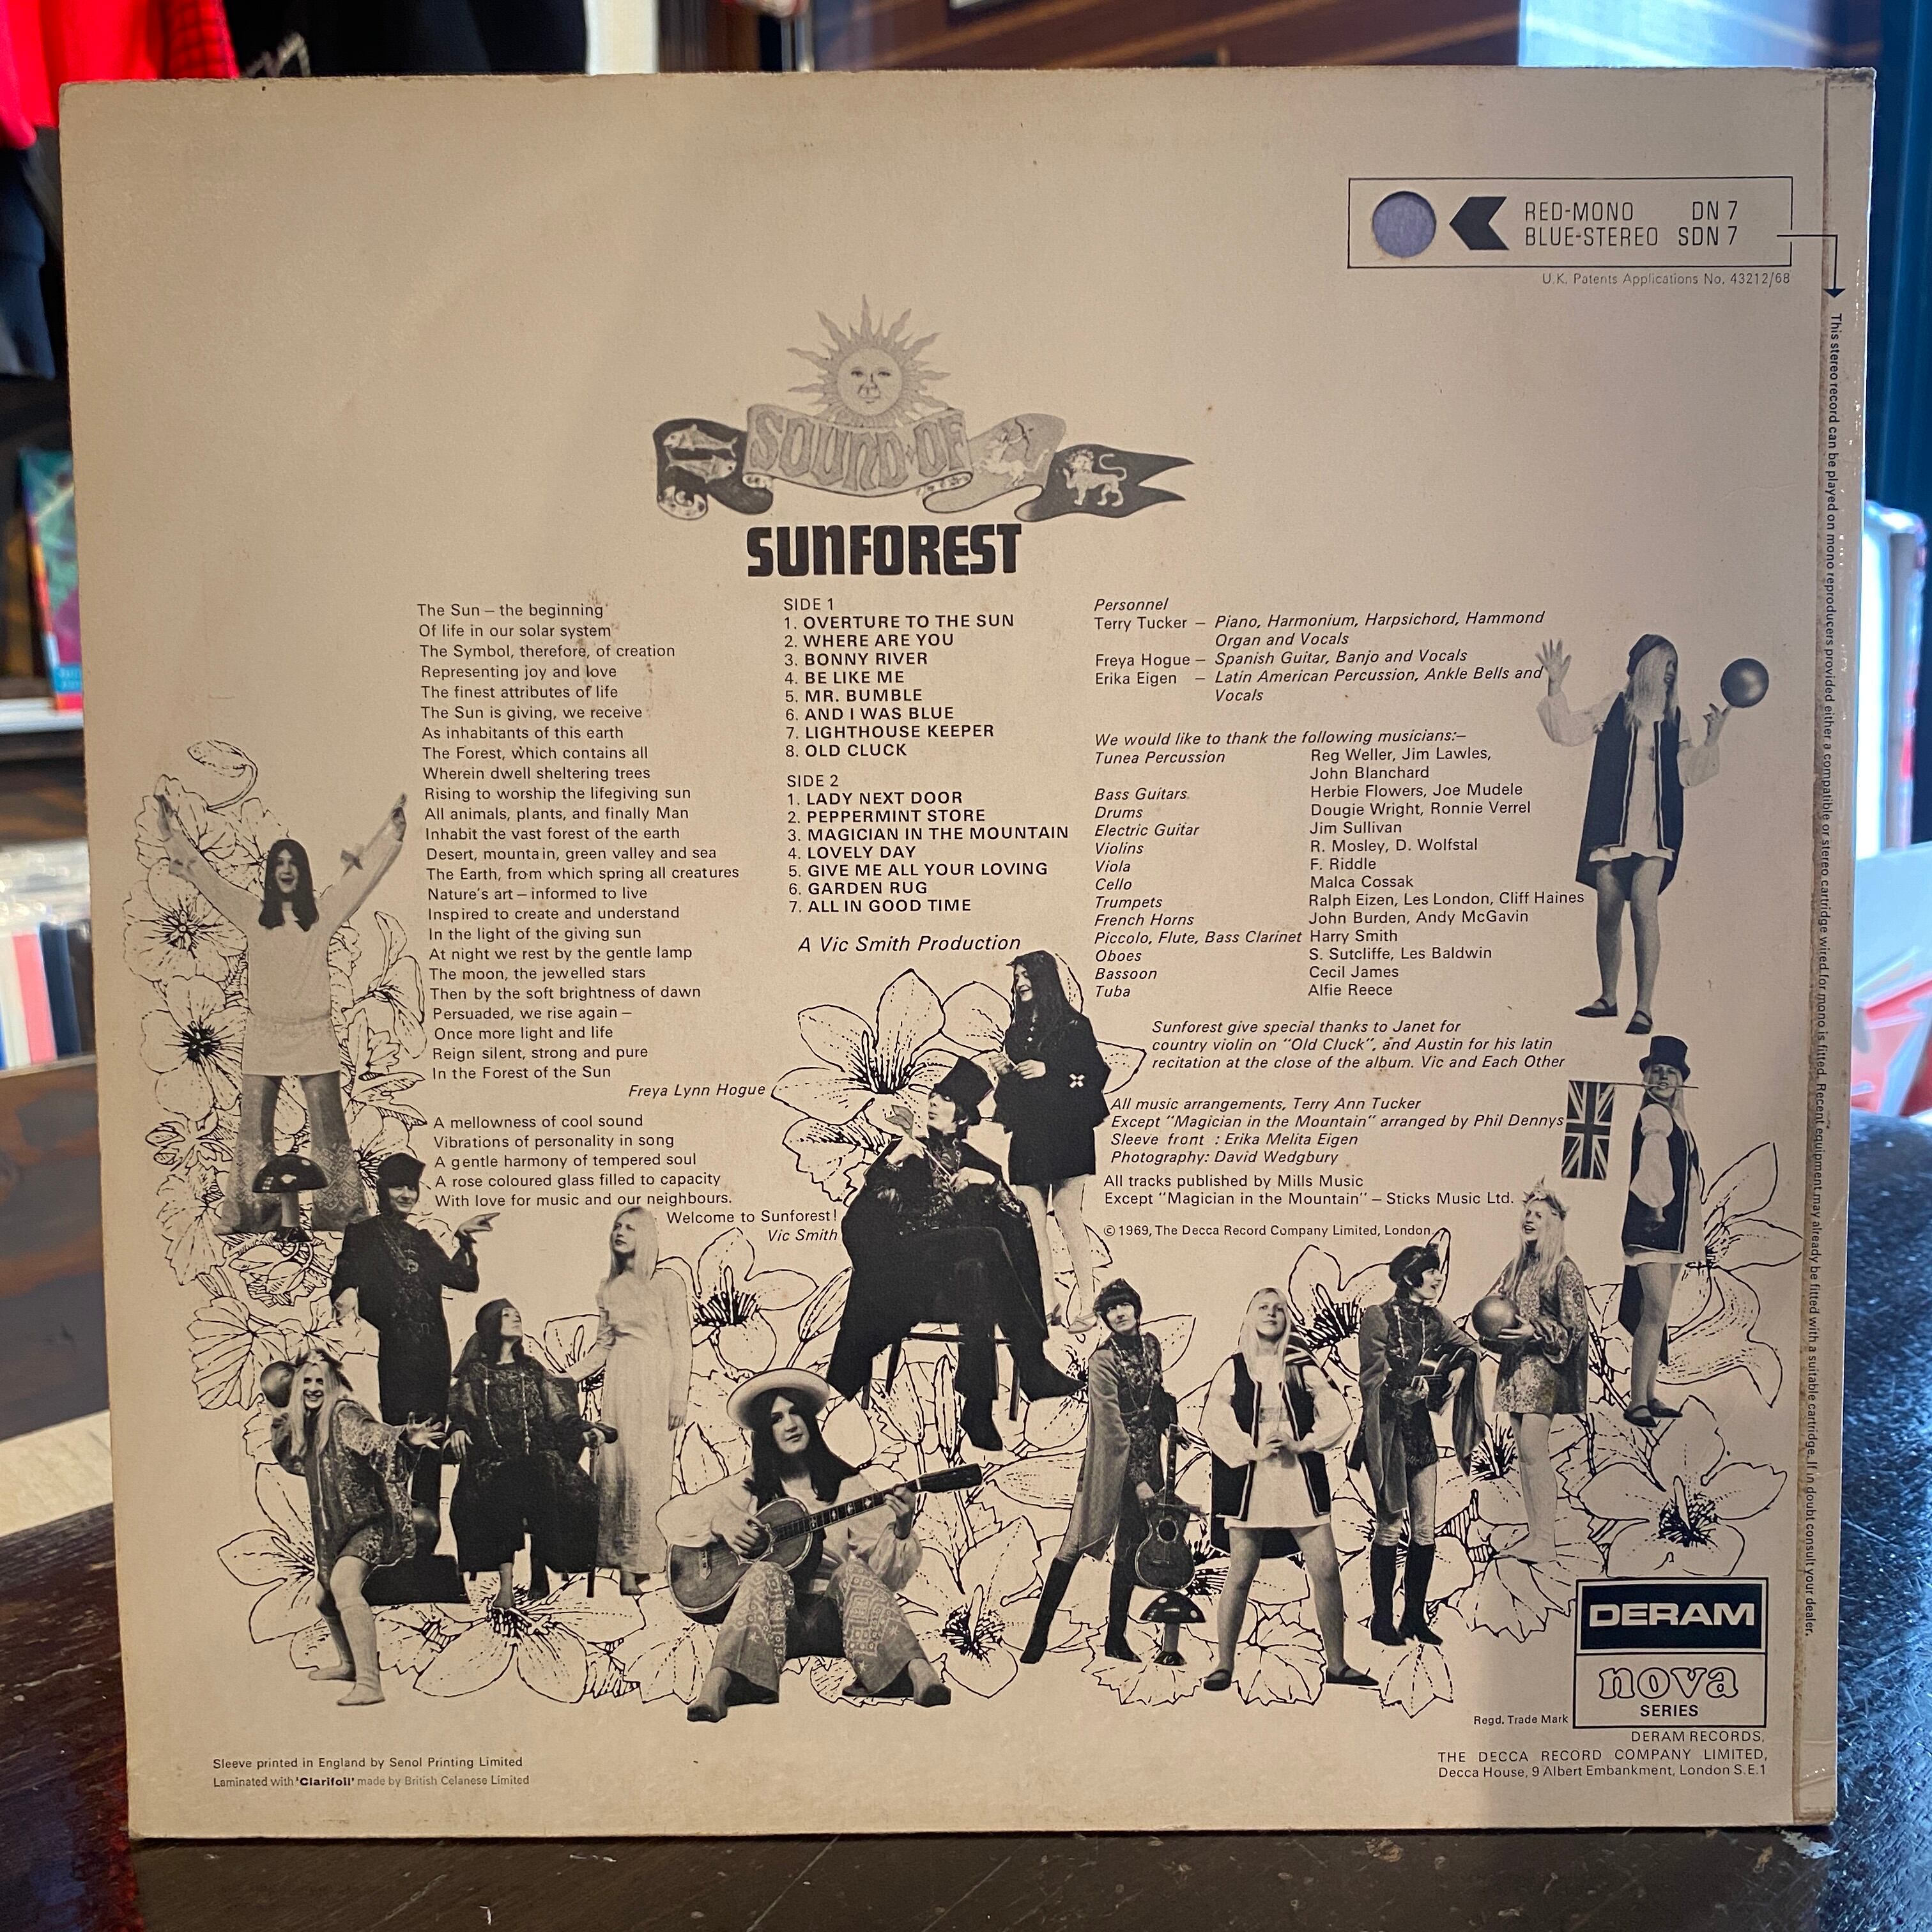 RED-MONO DN 7
BLUE-STEREO SDN 7
U.K. Patents Applications No. 43212/68
This stereo record can be played on mono reproducers provided either a compatible or stereo cartridge wired for mono is fitted. Recent equipment may already be fitted with a suitable cartridge. If in doubt consult your dealer.
SOUND·OF
SUNFOREST
The Sun – the beginning
Of life in our solar system
The Symbol, therefore, of creation
Representing joy and love
The finest attributes of life
The Sun is giving, we receive
As inhabitants of this earth
The Forest, which contains all
Wherein dwell sheltering trees
Rising to worship the lifegiving sun
All animals, plants, and finally Man
Inhabit the vast forest of the earth
Desert, mountain, green valley and sea
The Earth, from which spring all creatures
Nature's art – informed to live
Inspired to create and understand
In the light of the giving sun
At night we rest by the gentle lamp
The moon, the jewelled stars
Then by the soft brightness of dawn
Persuaded, we rise again –
Once more light and life
Reign silent, strong and pure
In the Forest of the Sun
Freya Lynn Hogue
A mellowness of cool sound
Vibrations of personality in song
A gentle harmony of tempered soul
A rose coloured glass filled to capacity
With love for music and our neighbours.
Welcome to Sunforest!
Vic Smith
SIDE 1
1. OVERTURE TO THE SUN
2. WHERE ARE YOU
3. BONNY RIVER
4. BE LIKE ME
5. MR. BUMBLE
6. AND I WAS BLUE
7. LIGHTHOUSE KEEPER
8. OLD CLUCK
SIDE 2
1. LADY NEXT DOOR
2. PEPPERMINT STORE
3. MAGICIAN IN THE MOUNTAIN
4. LOVELY DAY
5. GIVE ME ALL YOUR LOVING
6. GARDEN RUG
7. ALL IN GOOD TIME
A Vic Smith Production
Personnel
Terry Tucker – Piano, Harmonium, Harpsichord, Hammond
Organ and Vocals
Freya Hogue – Spanish Guitar, Banjo and Vocals
Erika Eigen – Latin American Percussion, Ankle Bells and
Vocals
We would like to thank the following musicians:–
Tunea Percussion Reg Weller, Jim Lawles,
John Blanchard
Bass Guitars Herbie Flowers, Joe Mudele
Drums Dougie Wright, Ronnie Verrel
Electric Guitar Jim Sullivan
Violins R. Mosley, D. Wolfstal
Viola F. Riddle
Cello Malca Cossak
Trumpets Ralph Eizen, Les London, Cliff Haines
French Horns John Burden, Andy McGavin
Piccolo, Flute, Bass Clarinet Harry Smith
Oboes S. Sutcliffe, Les Baldwin
Bassoon Cecil James
Tuba Alfie Reece
Sunforest give special thanks to Janet for
country violin on "Old Cluck", and Austin for his latin
recitation at the close of the album. Vic and Each Other
All music arrangements, Terry Ann Tucker
Except "Magician in the Mountain" arranged by Phil Dennys
Sleeve front : Erika Melita Eigen
Photography: David Wedgbury
All tracks published by Mills Music
Except "Magician in the Mountain" – Sticks Music Ltd.
© 1969, The Decca Record Company Limited, London
DERAM
nova
SERIES
Regd. Trade Mark
DERAM RECORDS,
THE DECCA RECORD COMPANY LIMITED,
Decca House, 9 Albert Embankment, London S.E.1
Sleeve printed in England by Senol Printing Limited
Laminated with 'Clarifoil' made by British Celanese Limited